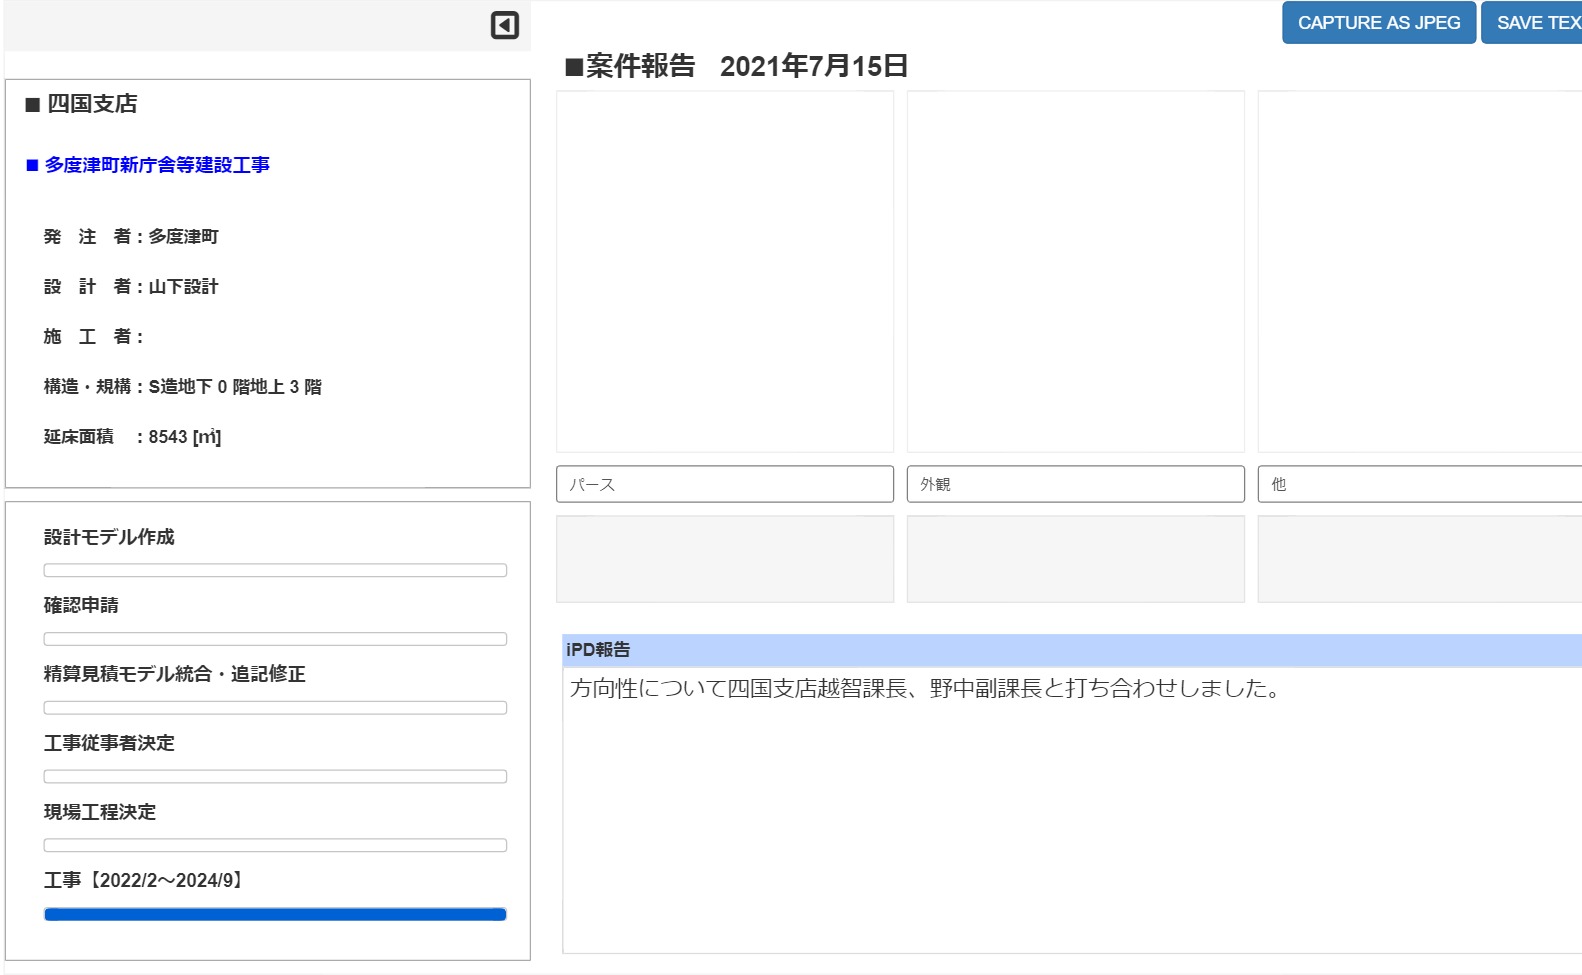 ■ 四国支店
■ 多度津町新庁舎等建設工事
発　注　者：多度津町
設　計　者：山下設計
施　工　者：
構造・規構：S造地下 0 階地上 3 階
延床面積　：8543 [㎡]
設計モデル作成
確認申請
精算見積モデル統合・追記修正
工事従事者決定
現場工程決定
工事【2022/2～2024/9】
CAPTURE AS JPEG
SAVE TEX
■案件報告　2021年7月15日
パース
外観
他
iPD報告
方向性について四国支店越智課長、野中副課長と打ち合わせしました。